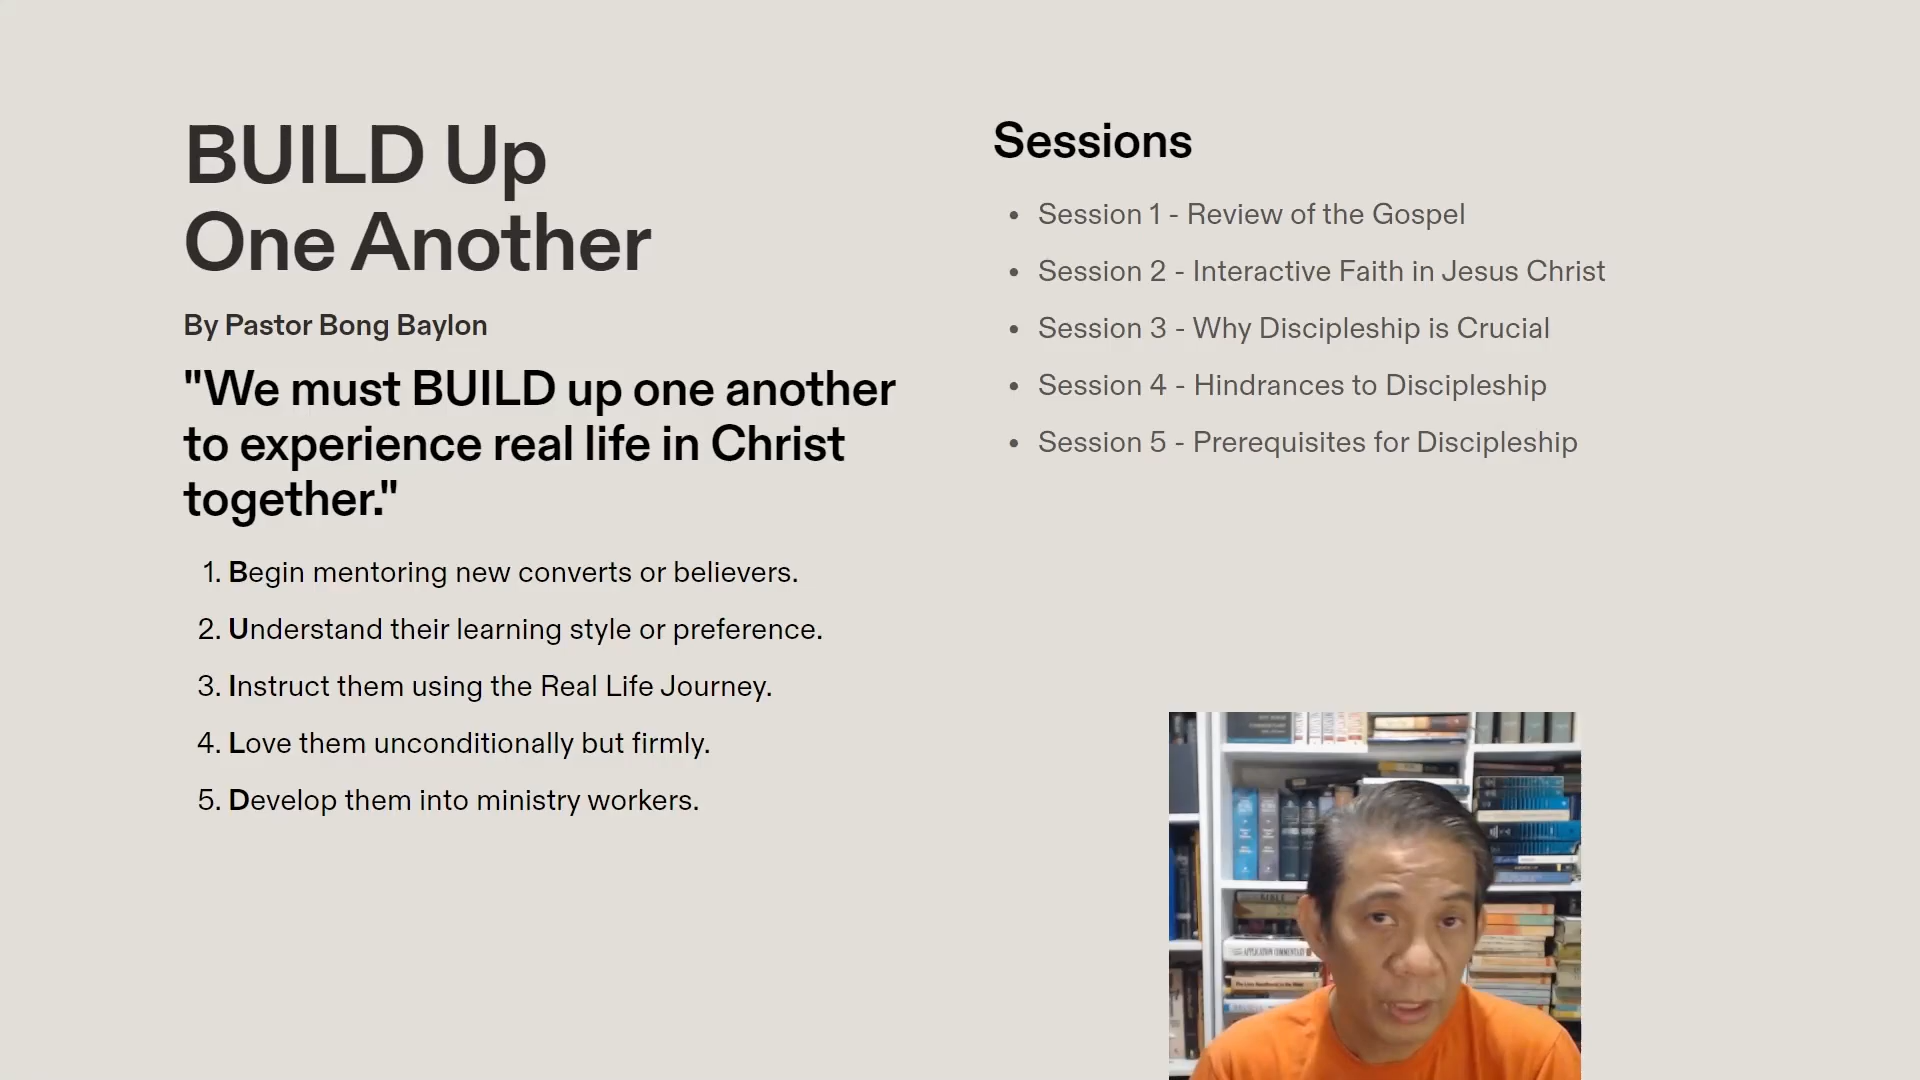 BUILD Up
One Another
By Pastor Bong Baylon
"We must BUILD up one another
to experience real life in Christ
together."
1. Begin mentoring new converts or believers.
2. Understand their learning style or preference.
3. Instruct them using the Real Life Journey.
4. Love them unconditionally but firmly.
5. Develop them into ministry workers.
Sessions
• Session 1 - Review of the Gospel
• Session 2 - Interactive Faith in Jesus Christ
• Session 3 - Why Discipleship is Crucial
• Session 4 - Hindrances to Discipleship
• Session 5 - Prerequisites for Discipleship
BIBLE
APPLICATION COMMENTARY